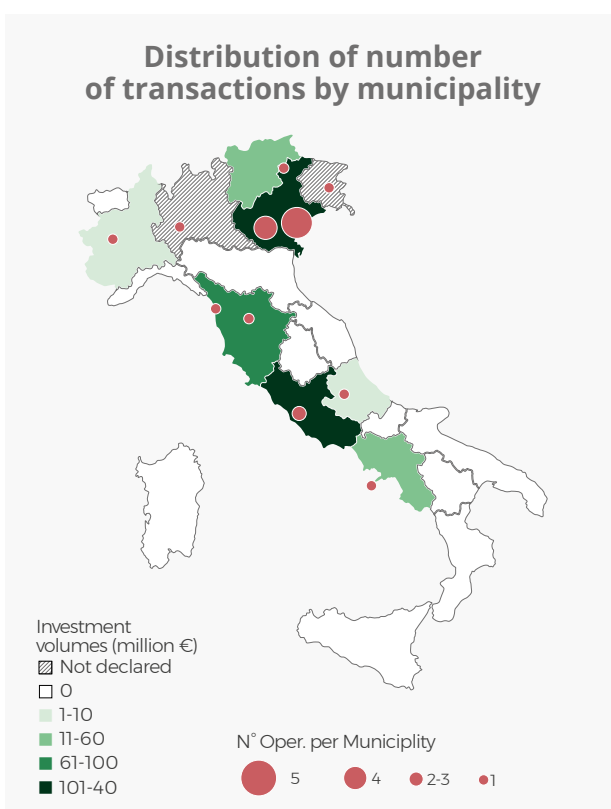 Distribution of number
of transactions by municipality
Investment
volumes (million €)
Not declared
0
1-10
11-60
61-100
101-40
N° Oper. per Municiplity
5 4 2-3 1